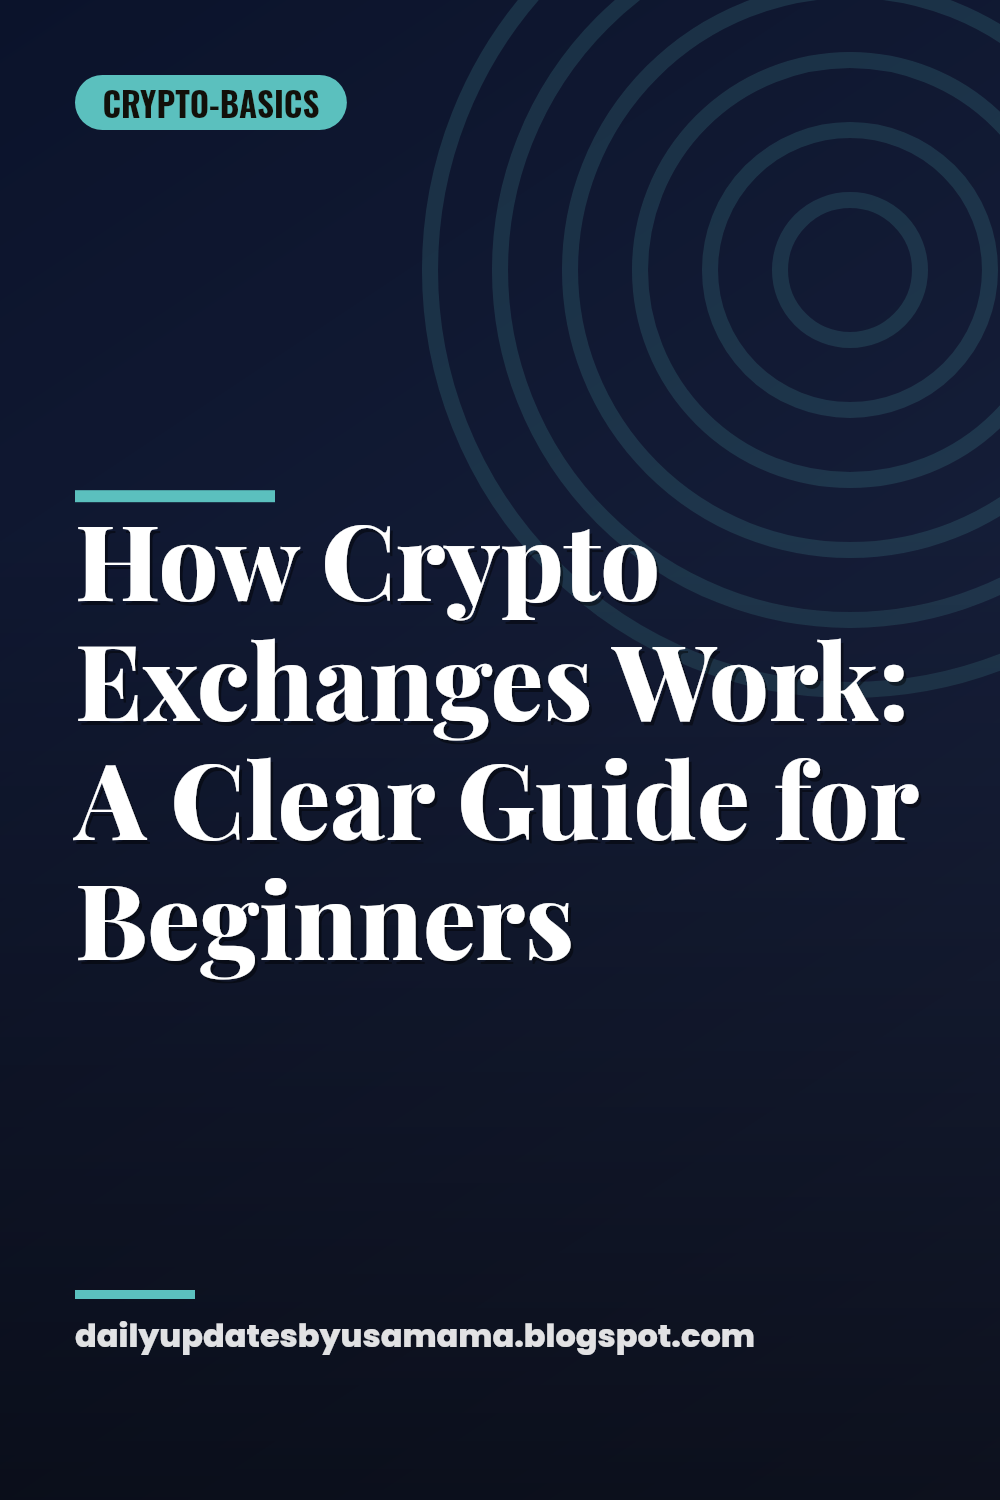 CRYPTO-BASICS
How Crypto
Exchanges Work:
A Clear Guide for
Beginners
dailyupdatesbyusamama.blogspot.com